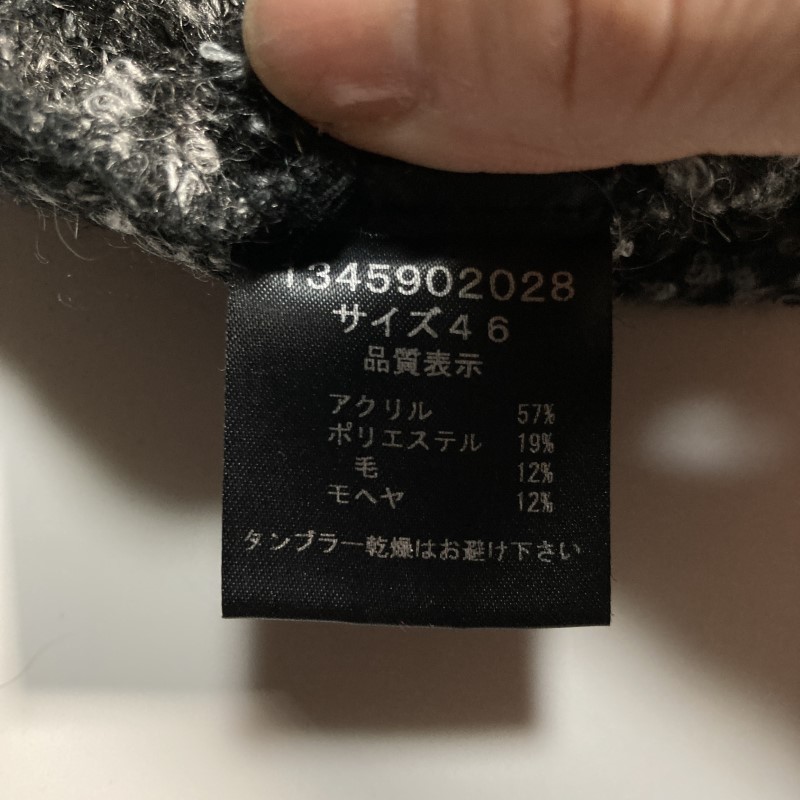 1345902028
サイズ46
品質表示
アクリル 57%
ポリエステル 19%
毛 12%
モヘヤ 12%
タンブラー乾燥はお避け下さい